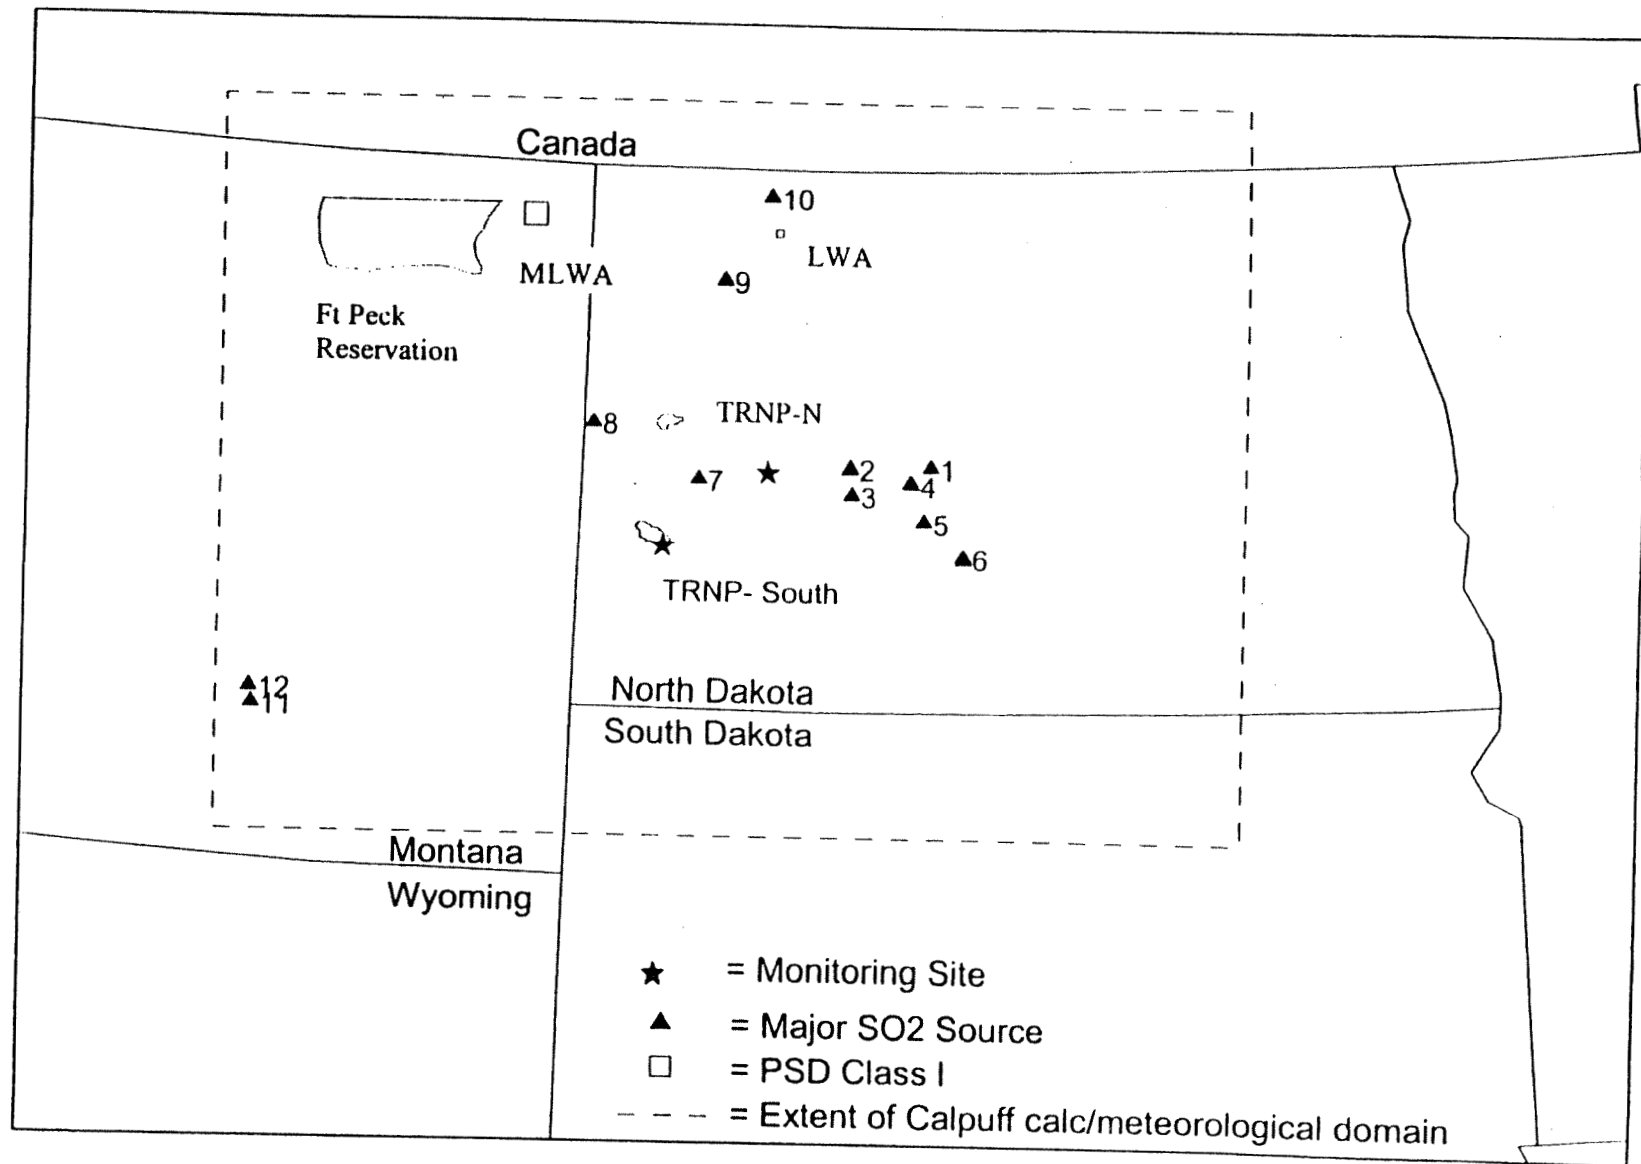 Canada
10
LWA
MLWA
9
Ft Peck
Reservation
TRNP-N
8
2
1
7
4
3
5
6
TRNP- South
12
11
North Dakota
South Dakota
Montana
Wyoming
= Monitoring Site
= Major SO2 Source
= PSD Class I
= Extent of Calpuff calc/meteorological domain